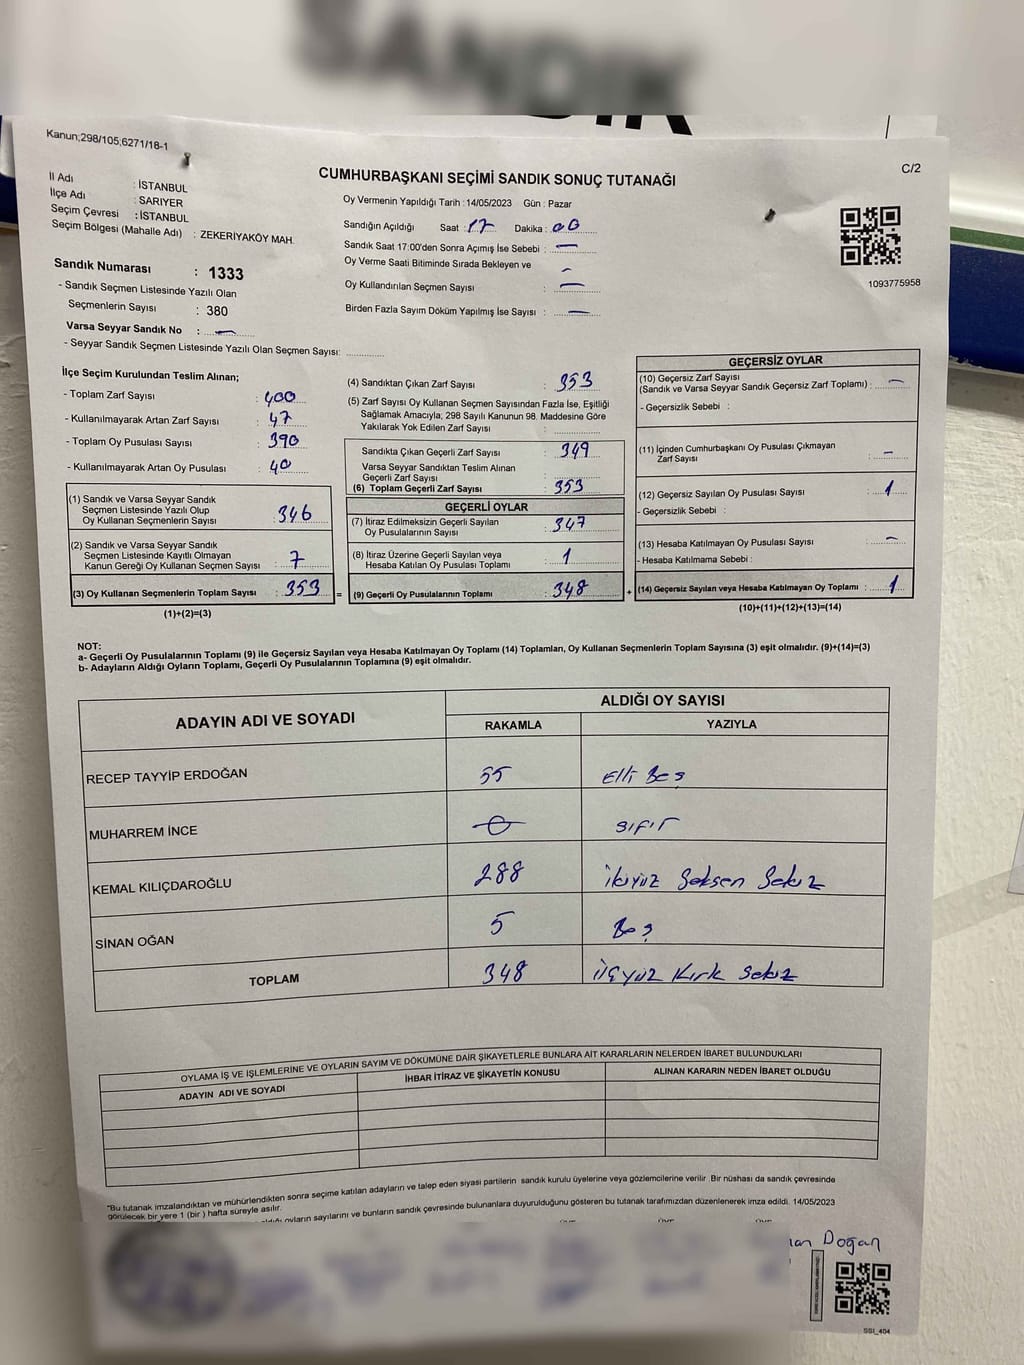 SANDIK
Kanun;298/105;6271/18-1
C/2
İl Adı : İSTANBUL
İlçe Adı : SARIYER
Seçim Çevresi : İSTANBUL
Seçim Bölgesi (Mahalle Adı) : ZEKERİYAKÖY MAH.
Sandık Numarası : 1333
- Sandık Seçmen Listesinde Yazılı Olan
Seçmenlerin Sayısı : 380
Varsa Seyyar Sandık No : —
- Seyyar Sandık Seçmen Listesinde Yazılı Olan Seçmen Sayısı: ............
CUMHURBAŞKANI SEÇİMİ SANDIK SONUÇ TUTANAĞI
Oy Vermenin Yapıldığı Tarih : 14/05/2023 Gün : Pazar
Sandığın Açıldığı Saat : 17 Dakika : 00
Sandık Saat 17:00'den Sonra Açımış İse Sebebi : —
Oy Verme Saati Bitiminde Sırada Bekleyen ve
Oy Kullandırılan Seçmen Sayısı : —
Birden Fazla Sayım Döküm Yapılmış İse Sayısı : —
1093775958
İlçe Seçim Kurulundan Teslim Alınan;
- Toplam Zarf Sayısı : 400
- Kullanılmayarak Artan Zarf Sayısı : 47
- Toplam Oy Pusulası Sayısı : 390
- Kullanılmayarak Artan Oy Pusulası : 40
(1) Sandık ve Varsa Seyyar Sandık
Seçmen Listesinde Yazılı Olup
Oy Kullanan Seçmenlerin Sayısı : 346
(2) Sandık ve Varsa Seyyar Sandık
Seçmen Listesinde Kayıtlı Olmayan
Kanun Gereği Oy Kullanan Seçmen Sayısı : 7
(3) Oy Kullanan Seçmenlerin Toplam Sayısı : 353 =
(1)+(2)=(3)
(4) Sandıktan Çıkan Zarf Sayısı : 353
(5) Zarf Sayısı Oy Kullanan Seçmen Sayısından Fazla İse, Eşitliği
Sağlamak Amacıyla; 298 Sayılı Kanunun 98. Maddesine Göre
Yakılarak Yok Edilen Zarf Sayısı : ............
Sandıkta Çıkan Geçerli Zarf Sayısı : 349
Varsa Seyyar Sandıktan Teslim Alınan
Geçerli Zarf Sayısı : ............
(6) Toplam Geçerli Zarf Sayısı : 353
GEÇERLİ OYLAR
(7) İtiraz Edilmeksizin Geçerli Sayılan
Oy Pusulalarının Sayısı : 347
(8) İtiraz Üzerine Geçerli Sayılan veya
Hesaba Katılan Oy Pusulası Toplamı : 1
(9) Geçerli Oy Pusulalarının Toplamı : 348 +
GEÇERSİZ OYLAR
(10) Geçersiz Zarf Sayısı
(Sandık ve Varsa Seyyar Sandık Geçersiz Zarf Toplamı) : —
- Geçersizlik Sebebi :
(11) İçinden Cumhurbaşkanı Oy Pusulası Çıkmayan
Zarf Sayısı : —
(12) Geçersiz Sayılan Oy Pusulası Sayısı : 1
- Geçersizlik Sebebi :
(13) Hesaba Katılmayan Oy Pusulası Sayısı : —
- Hesaba Katılmama Sebebi :
(14) Geçersiz Sayılan veya Hesaba Katılmayan Oy Toplamı : 1
(10)+(11)+(12)+(13)=(14)
NOT:
a- Geçerli Oy Pusulalarının Toplamı (9) ile Geçersiz Sayılan veya Hesaba Katılmayan Oy Toplamı (14) Toplamları, Oy Kullanan Seçmenlerin Toplam Sayısına (3) eşit olmalıdır. (9)+(14)=(3)
b- Adayların Aldığı Oyların Toplamı, Geçerli Oy Pusulalarının Toplamına (9) eşit olmalıdır.
ADAYIN ADI VE SOYADI ALDIĞI OY SAYISI
RAKAMLA YAZIYLA
RECEP TAYYİP ERDOĞAN 55 Elli Beş
MUHARREM İNCE 0 sıfır
KEMAL KILIÇDAROĞLU 288 ikiyüz Seksen Sekiz
SİNAN OĞAN 5 Beş
TOPLAM 348 üçyüz Kırk Sekiz
OYLAMA İŞ VE İŞLEMLERİNE VE OYLARIN SAYIM VE DÖKÜMÜNE DAİR ŞİKAYETLERLE BUNLARA AİT KARARLARIN NELERDEN İBARET BULUNDUKLARI
ADAYIN ADI VE SOYADI İHBAR İTİRAZ VE ŞİKAYETİN KONUSU ALINAN KARARIN NEDEN İBARET OLDUĞU
"Bu tutanak imzalandıktan ve mühürlendikten sonra seçime katılan adayların ve talep eden siyasi partilerin sandık kurulu üyelerine veya gözlemcilerine verilir. Bir nüshası da sandık çevresinde
görülecek bir yere 1 (bir) hafta süreyle asılır.
oyların sayılarını ve bunların sandık çevresinde bulunanlara duyurulduğunu gösteren bu tutanak tarafımızdan düzenlenerek imza edildi. 14/05/2023
Doğan
SSI_404